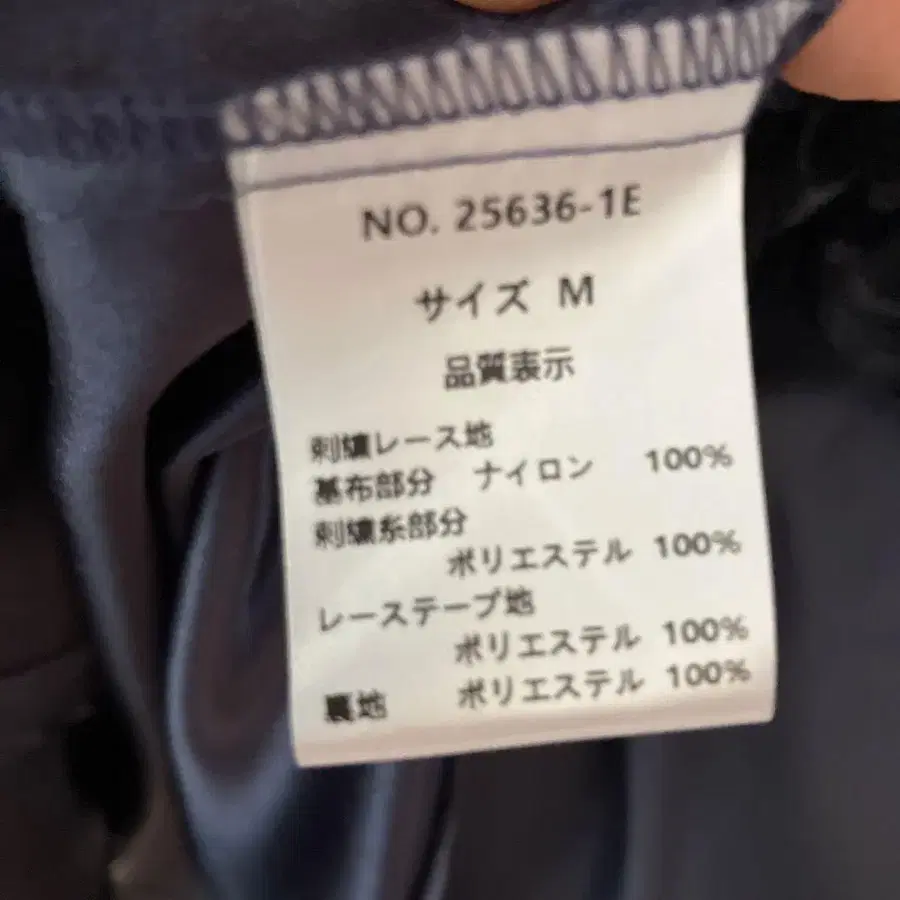 NO. 25636-1E
サイズ M
品質表示
刺繍レース地
基布部分 ナイロン 100%
刺繍糸部分
ポリエステル 100%
レーステープ地
ポリエステル 100%
裏地 ポリエステル 100%